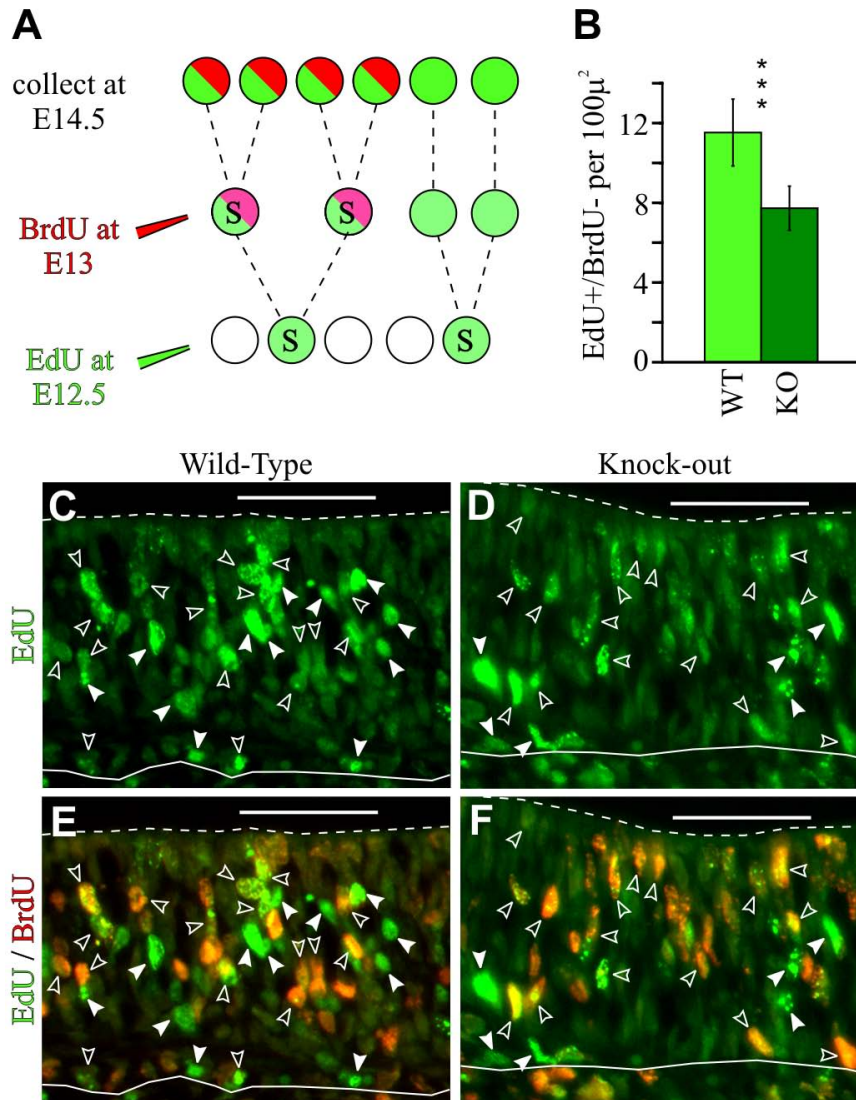 A
collect at
E14.5
BrdU at
E13
EdU at
E12.5
S
S
S
S
B
EdU+/BrdU- per 100µ²
12
8
4
0
***
WT
KO
Wild-Type
Knock-out
EdU
C
D
EdU / BrdU
E
F